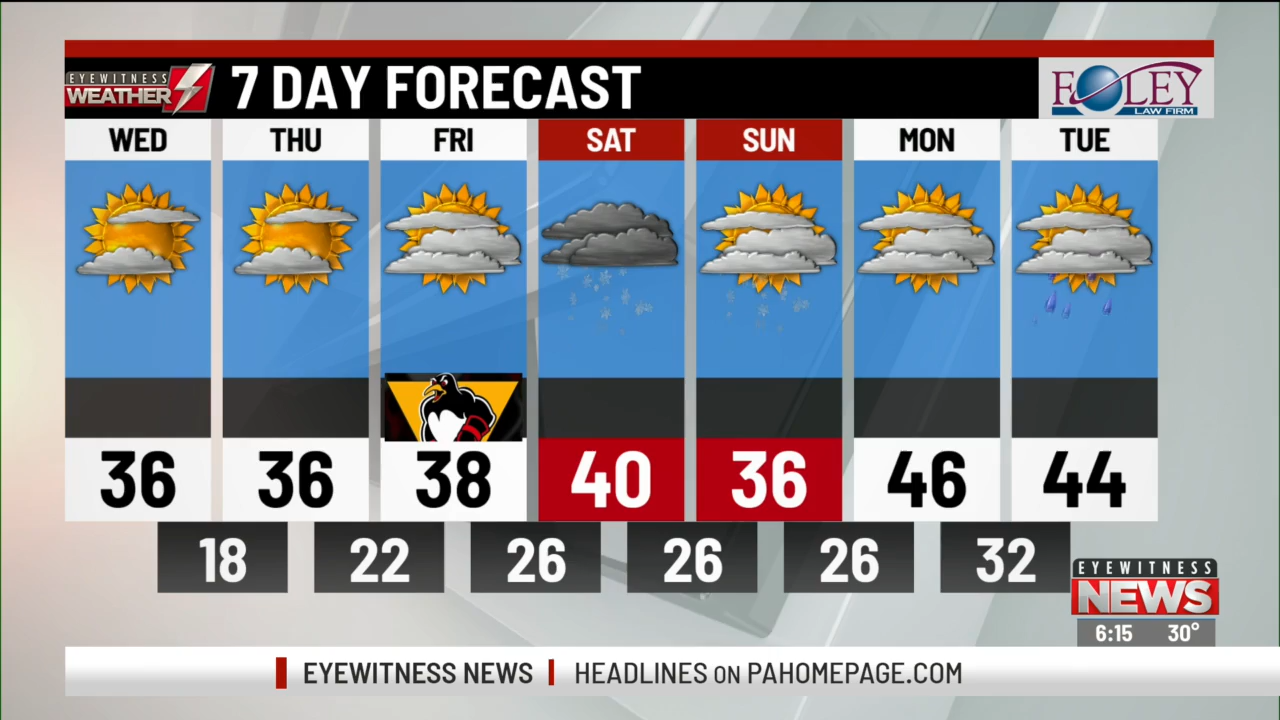 EYEWITNESS
WEATHER
7 DAY FORECAST
FOLEY
LAW FIRM
WED THU FRI SAT SUN MON TUE
36 36 38 40 36 46 44
18 22 26 26 26 32
EYEWITNESS
NEWS
6:15 30°
EYEWITNESS NEWS HEADLINES ON PAHOMEPAGE.COM